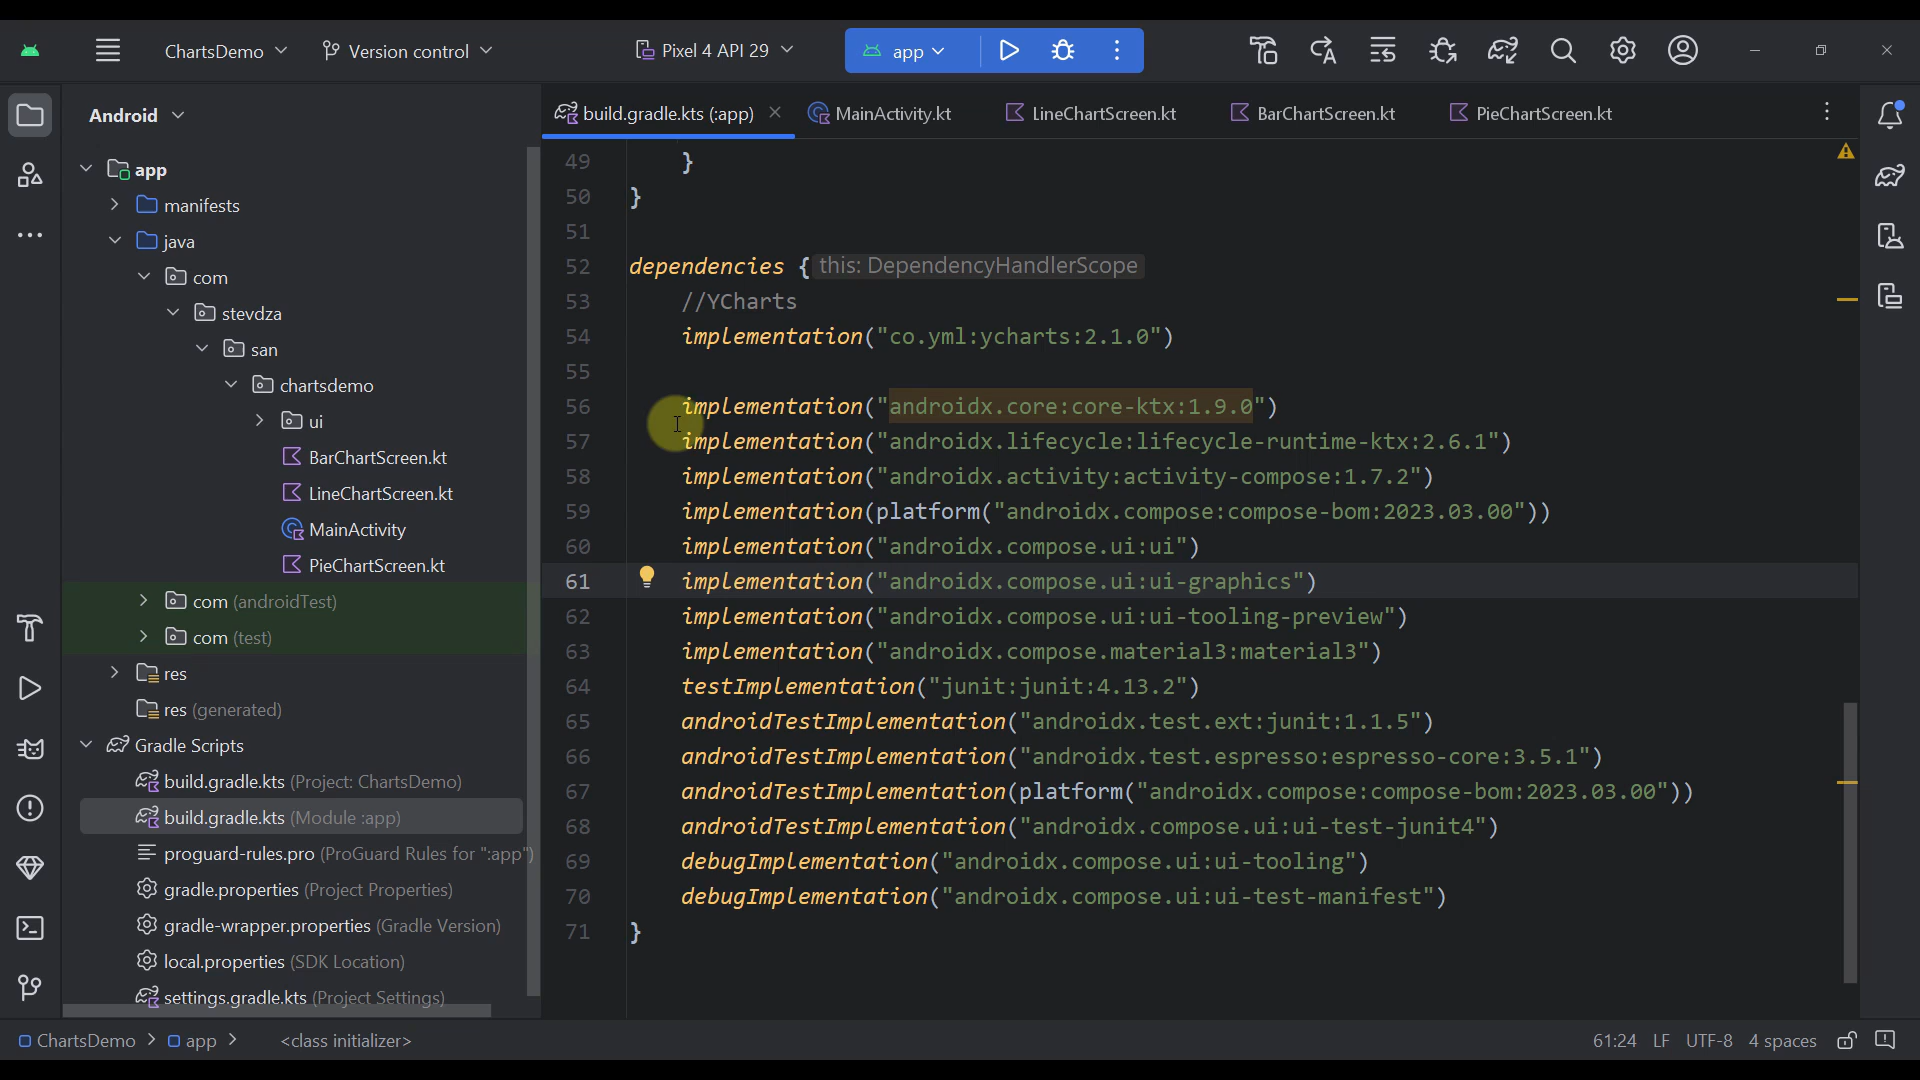 ChartsDemo Version control Pixel 4 API 29 app
Android
build.gradle.kts (:app) MainActivity.kt LineChartScreen.kt BarChartScreen.kt PieChartScreen.kt
app
manifests
java
com
stevdza
san
chartsdemo
ui
BarChartScreen.kt
LineChartScreen.kt
MainActivity
PieChartScreen.kt
com (androidTest)
com (test)
res
res (generated)
Gradle Scripts
build.gradle.kts (Project: ChartsDemo)
build.gradle.kts (Module :app)
proguard-rules.pro (ProGuard Rules for ":app")
gradle.properties (Project Properties)
gradle-wrapper.properties (Gradle Version)
local.properties (SDK Location)
settings.gradle.kts (Project Settings)
49 }
50 }
51
52 dependencies { this: DependencyHandlerScope
53 //YCharts
54 implementation("co.yml:ycharts:2.1.0")
55
56 implementation("androidx.core:core-ktx:1.9.0")
57 implementation("androidx.lifecycle:lifecycle-runtime-ktx:2.6.1")
58 implementation("androidx.activity:activity-compose:1.7.2")
59 implementation(platform("androidx.compose:compose-bom:2023.03.00"))
60 implementation("androidx.compose.ui:ui")
61 implementation("androidx.compose.ui:ui-graphics")
62 implementation("androidx.compose.ui:ui-tooling-preview")
63 implementation("androidx.compose.material3:material3")
64 testImplementation("junit:junit:4.13.2")
65 androidTestImplementation("androidx.test.ext:junit:1.1.5")
66 androidTestImplementation("androidx.test.espresso:espresso-core:3.5.1")
67 androidTestImplementation(platform("androidx.compose:compose-bom:2023.03.00"))
68 androidTestImplementation("androidx.compose.ui:ui-test-junit4")
69 debugImplementation("androidx.compose.ui:ui-tooling")
70 debugImplementation("androidx.compose.ui:ui-test-manifest")
71 }
ChartsDemo > app > <class initializer> 61:24 LF UTF-8 4 spaces